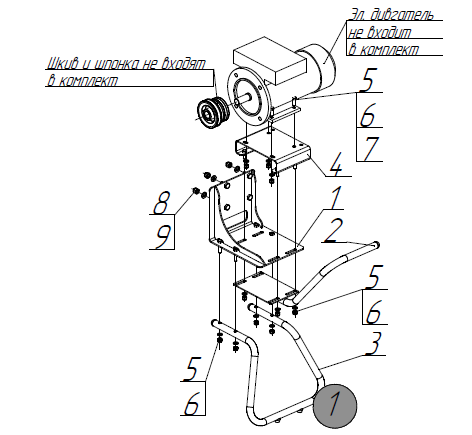 Эл. двигатель
не входит
в комплект
Шкив и шпонка не входят
в комплект
5
6
7
4
1
2
8
9
5
6
3
5
6
1